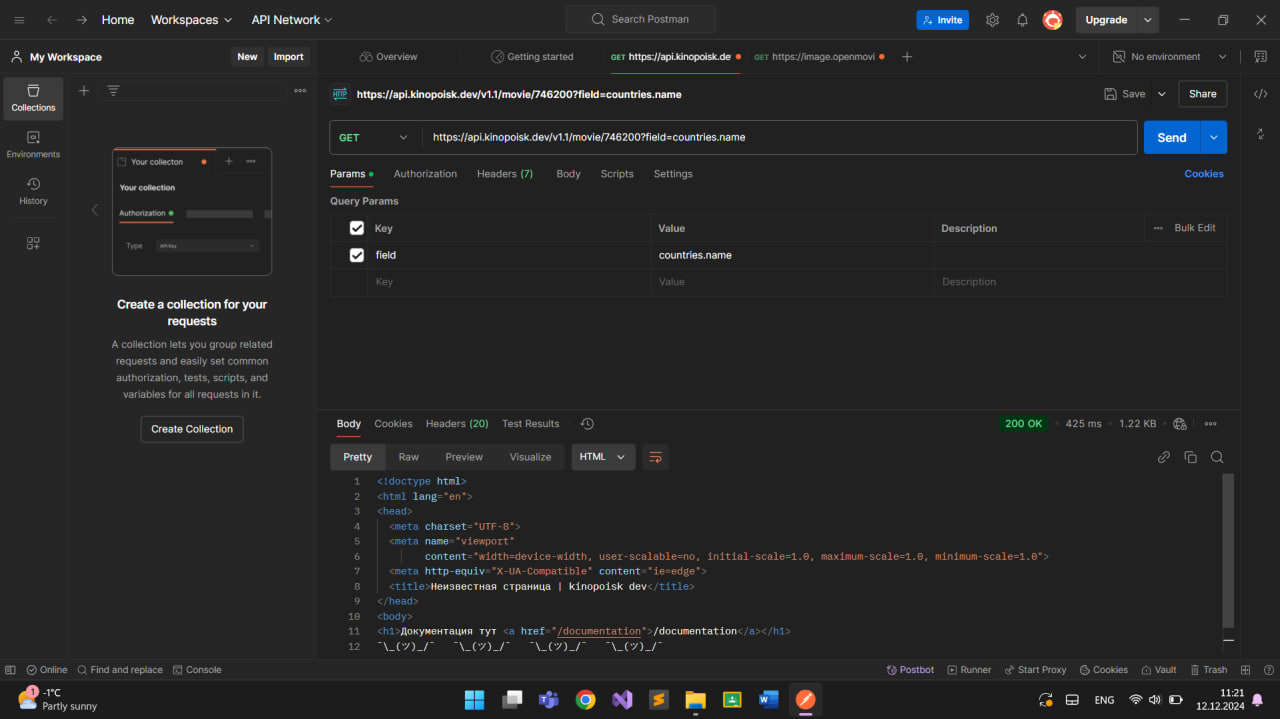 Home Workspaces API Network Search Postman Invite Upgrade
My Workspace New Import Overview Getting started GET https://api.kinopoisk.de GET https://image.openmovi No environment
Collections
Environments
History
Your collecton
Your collection
Authorization
Type API Key
Create a collection for your
requests
A collection lets you group related
requests and easily set common
authorization, tests, scripts, and
variables for all requests in it.
Create Collection
HTTP https://api.kinopoisk.dev/v1.1/movie/746200?field=countries.name Save Share
GET https://api.kinopoisk.dev/v1.1/movie/746200?field=countries.name Send
Params Authorization Headers (7) Body Scripts Settings Cookies
Query Params
Key Value Description Bulk Edit
field countries.name
Key Value Description
Body Cookies Headers (20) Test Results 200 OK 425 ms 1.22 KB
Pretty Raw Preview Visualize HTML
1 <!doctype html>
2 <html lang="en">
3 <head>
4 <meta charset="UTF-8">
5 <meta name="viewport"
6 content="width=device-width, user-scalable=no, initial-scale=1.0, maximum-scale=1.0, minimum-scale=1.0">
7 <meta http-equiv="X-UA-Compatible" content="ie=edge">
8 <title>Неизвестная страница | kinopoisk dev</title>
9 </head>
10 <body>
11 <h1>Документация тут <a href="/documentation">/documentation</a></h1>
12 ¯\_(ツ)_/¯ ¯\_(ツ)_/¯ ¯\_(ツ)_/¯ ¯\_(ツ)_/¯
Online Find and replace Console Postbot Runner Start Proxy Cookies Vault Trash
1 -1°C
Partly sunny
ENG
11:21
12.12.2024